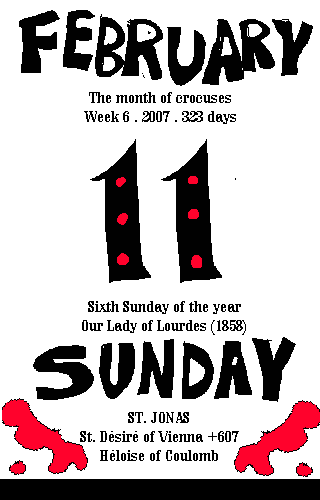 FEBRUARY
The month of crocuses
Week 6 . 2007 . 323 days
11
Sixth Sunday of the year
Our Lady of Lourdes (1858)
SUNDAY
ST. JONAS
St. Désiré of Vienna +607
Héloise of Coulomb